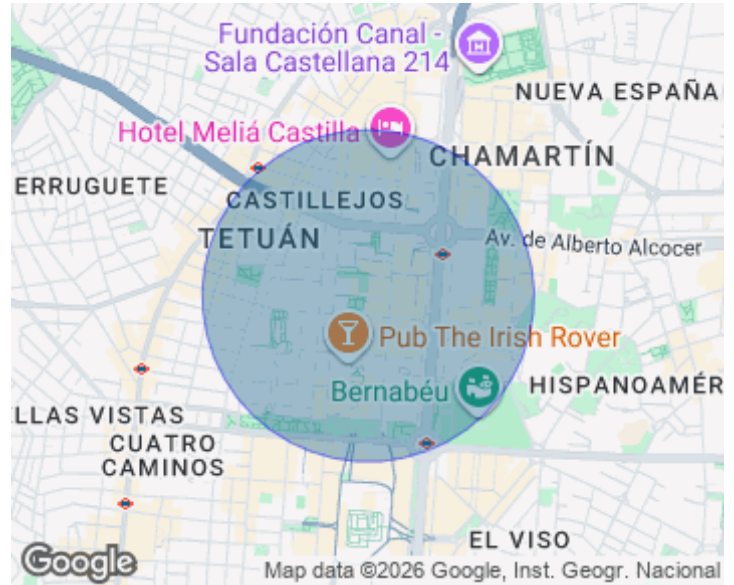 Fundación Canal -
Sala Castellana 214
NUEVA ESPAÑA
Hotel Meliá Castilla
CHAMARTÍN
ERRUGUETE
CASTILLEJOS
TETUÁN
Av. de Alberto Alcocer
Pub The Irish Rover
Bernabéu
HISPANOAMÉR
LLAS VISTAS
CUATRO
CAMINOS
EL VISO
Google
Map data ©2026 Google, Inst. Geogr. Nacional